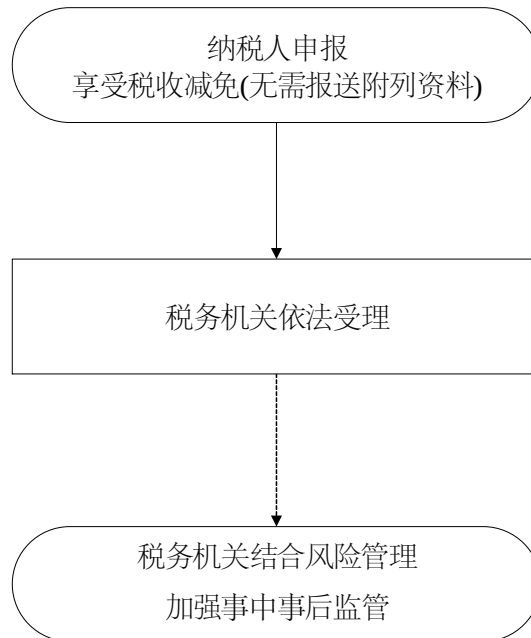 纳税人申报
享受税收减免(无需报送附列资料)
税务机关依法受理
税务机关结合风险管理
加强事中事后监管